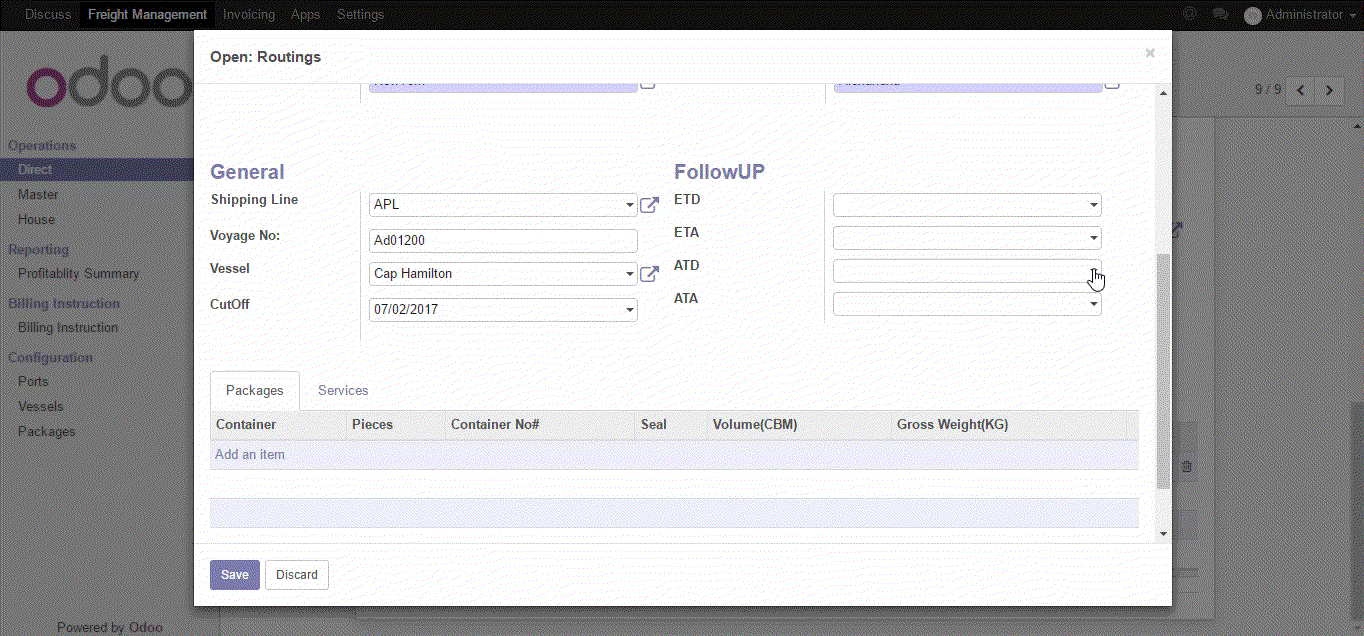 Discuss Freight Management Invoicing Apps Settings @ Administrator
Open: Routings ×
odoo
9 / 9
Operations
Direct
Master
House
Reporting
Profitablity Summary
Billing Instruction
Billing Instruction
Configuration
Ports
Vessels
Packages
Powered by Odoo
General
Shipping Line APL
Voyage No: Ad01200
Vessel Cap Hamilton
CutOff 07/02/2017
FollowUP
ETD
ETA
ATD
ATA
Packages Services
Container Pieces Container No# Seal Volume(CBM) Gross Weight(KG)
Add an item
Save Discard